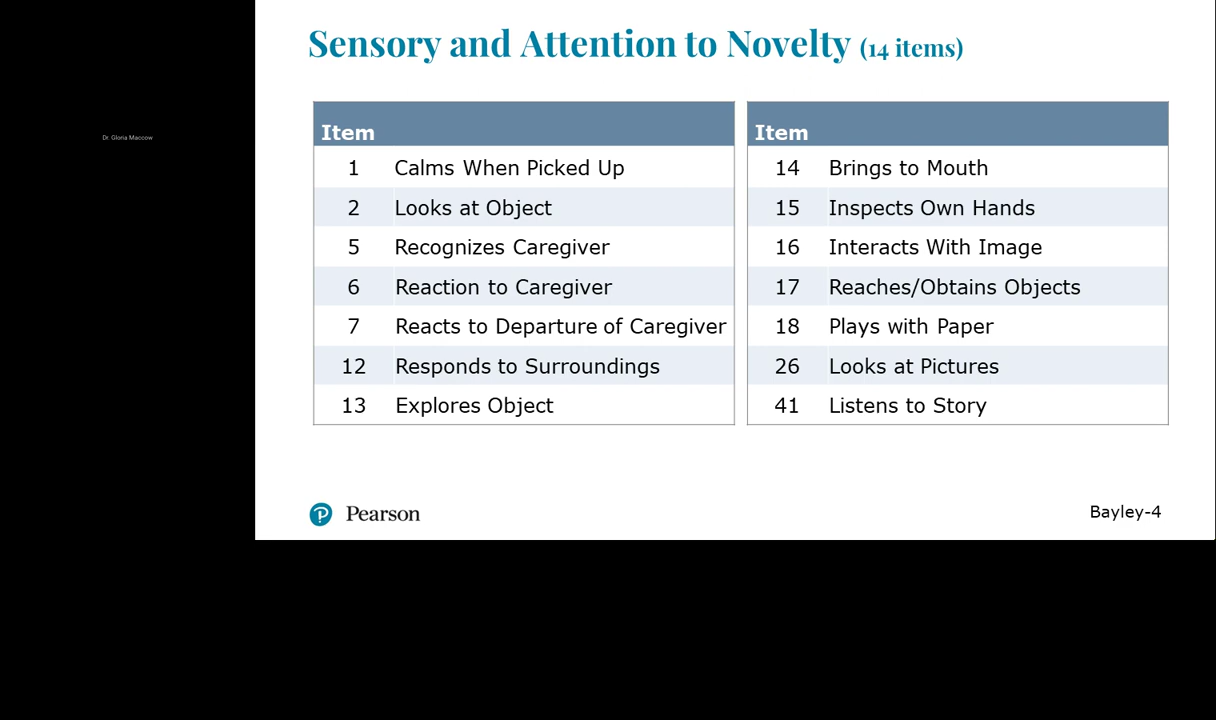 Sensory and Attention to Novelty (14 items)
Dr. Gloria Maccow
Item
1 Calms When Picked Up
2 Looks at Object
5 Recognizes Caregiver
6 Reaction to Caregiver
7 Reacts to Departure of Caregiver
12 Responds to Surroundings
13 Explores Object
Item
14 Brings to Mouth
15 Inspects Own Hands
16 Interacts With Image
17 Reaches/Obtains Objects
18 Plays with Paper
26 Looks at Pictures
41 Listens to Story
Pearson
Bayley-4